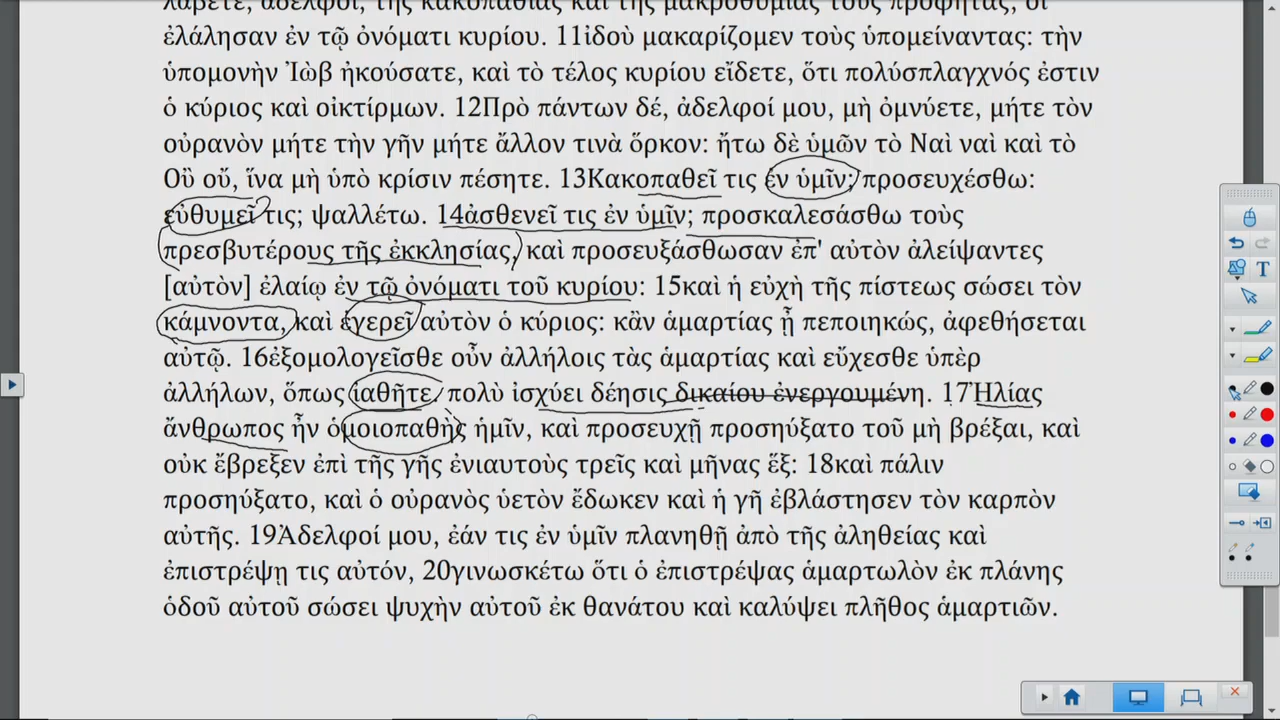 λάβετε, ἀδελφοί, τῆς κακοπαθίας καὶ τῆς μακροθυμίας τοὺς προφήτας, οἳ
ἐλάλησαν ἐν τῷ ὀνόματι κυρίου. 11ἰδοὺ μακαρίζομεν τοὺς ὑπομείναντας: τὴν
ὑπομονὴν Ἰὼβ ἠκούσατε, καὶ τὸ τέλος κυρίου εἴδετε, ὅτι πολύσπλαγχνός ἐστιν
ὁ κύριος καὶ οἰκτίρμων. 12Πρὸ πάντων δέ, ἀδελφοί μου, μὴ ὀμνύετε, μήτε τὸν
οὐρανὸν μήτε τὴν γῆν μήτε ἄλλον τινὰ ὅρκον: ἤτω δὲ ὑμῶν τὸ Ναὶ ναὶ καὶ τὸ
Οὒ οὔ, ἵνα μὴ ὑπὸ κρίσιν πέσητε. 13Κακοπαθεῖ τις ἐν ὑμῖν; προσευχέσθω:
εὐθυμεῖ τις; ψαλλέτω. 14ἀσθενεῖ τις ἐν ὑμῖν; προσκαλεσάσθω τοὺς
πρεσβυτέρους τῆς ἐκκλησίας, καὶ προσευξάσθωσαν ἐπ' αὐτὸν ἀλείψαντες
[αὐτὸν] ἐλαίῳ ἐν τῷ ὀνόματι τοῦ κυρίου: 15καὶ ἡ εὐχὴ τῆς πίστεως σώσει τὸν
κάμνοντα, καὶ ἐγερεῖ αὐτὸν ὁ κύριος: κἂν ἁμαρτίας ᾖ πεποιηκώς, ἀφεθήσεται
αὐτῷ. 16ἐξομολογεῖσθε οὖν ἀλλήλοις τὰς ἁμαρτίας καὶ εὔχεσθε ὑπὲρ
ἀλλήλων, ὅπως ἰαθῆτε. πολὺ ἰσχύει δέησις δικαίου ἐνεργουμένη. 17Ἠλίας
ἄνθρωπος ἦν ὁμοιοπαθὴς ἡμῖν, καὶ προσευχῇ προσηύξατο τοῦ μὴ βρέξαι, καὶ
οὐκ ἔβρεξεν ἐπὶ τῆς γῆς ἐνιαυτοὺς τρεῖς καὶ μῆνας ἕξ: 18καὶ πάλιν
προσηύξατο, καὶ ὁ οὐρανὸς ὑετὸν ἔδωκεν καὶ ἡ γῆ ἐβλάστησεν τὸν καρπὸν
αὐτῆς. 19Ἀδελφοί μου, ἐάν τις ἐν ὑμῖν πλανηθῇ ἀπὸ τῆς ἀληθείας καὶ
ἐπιστρέψῃ τις αὐτόν, 20γινωσκέτω ὅτι ὁ ἐπιστρέψας ἁμαρτωλὸν ἐκ πλάνης
ὁδοῦ αὐτοῦ σώσει ψυχὴν αὐτοῦ ἐκ θανάτου καὶ καλύψει πλῆθος ἁμαρτιῶν.
T